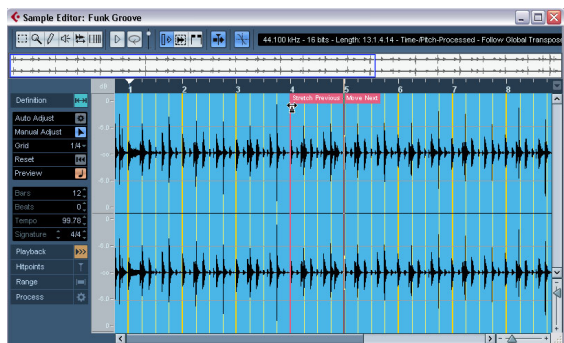 Sample Editor: Funk Groove
44.100 kHz - 16 bits - Length: 13.1.4.14 - Time-/Pitch-Processed - Follow Global Transpos
dB
1 2 3 4 5 6 7 8
Stretch Previous Move Next
Definition
Auto Adjust
Manual Adjust
Grid 1/4
Reset
Preview
Bars 12
Beats 0
Tempo 99.78
Signature 4/4
Playback
Hitpoints
Range
Process